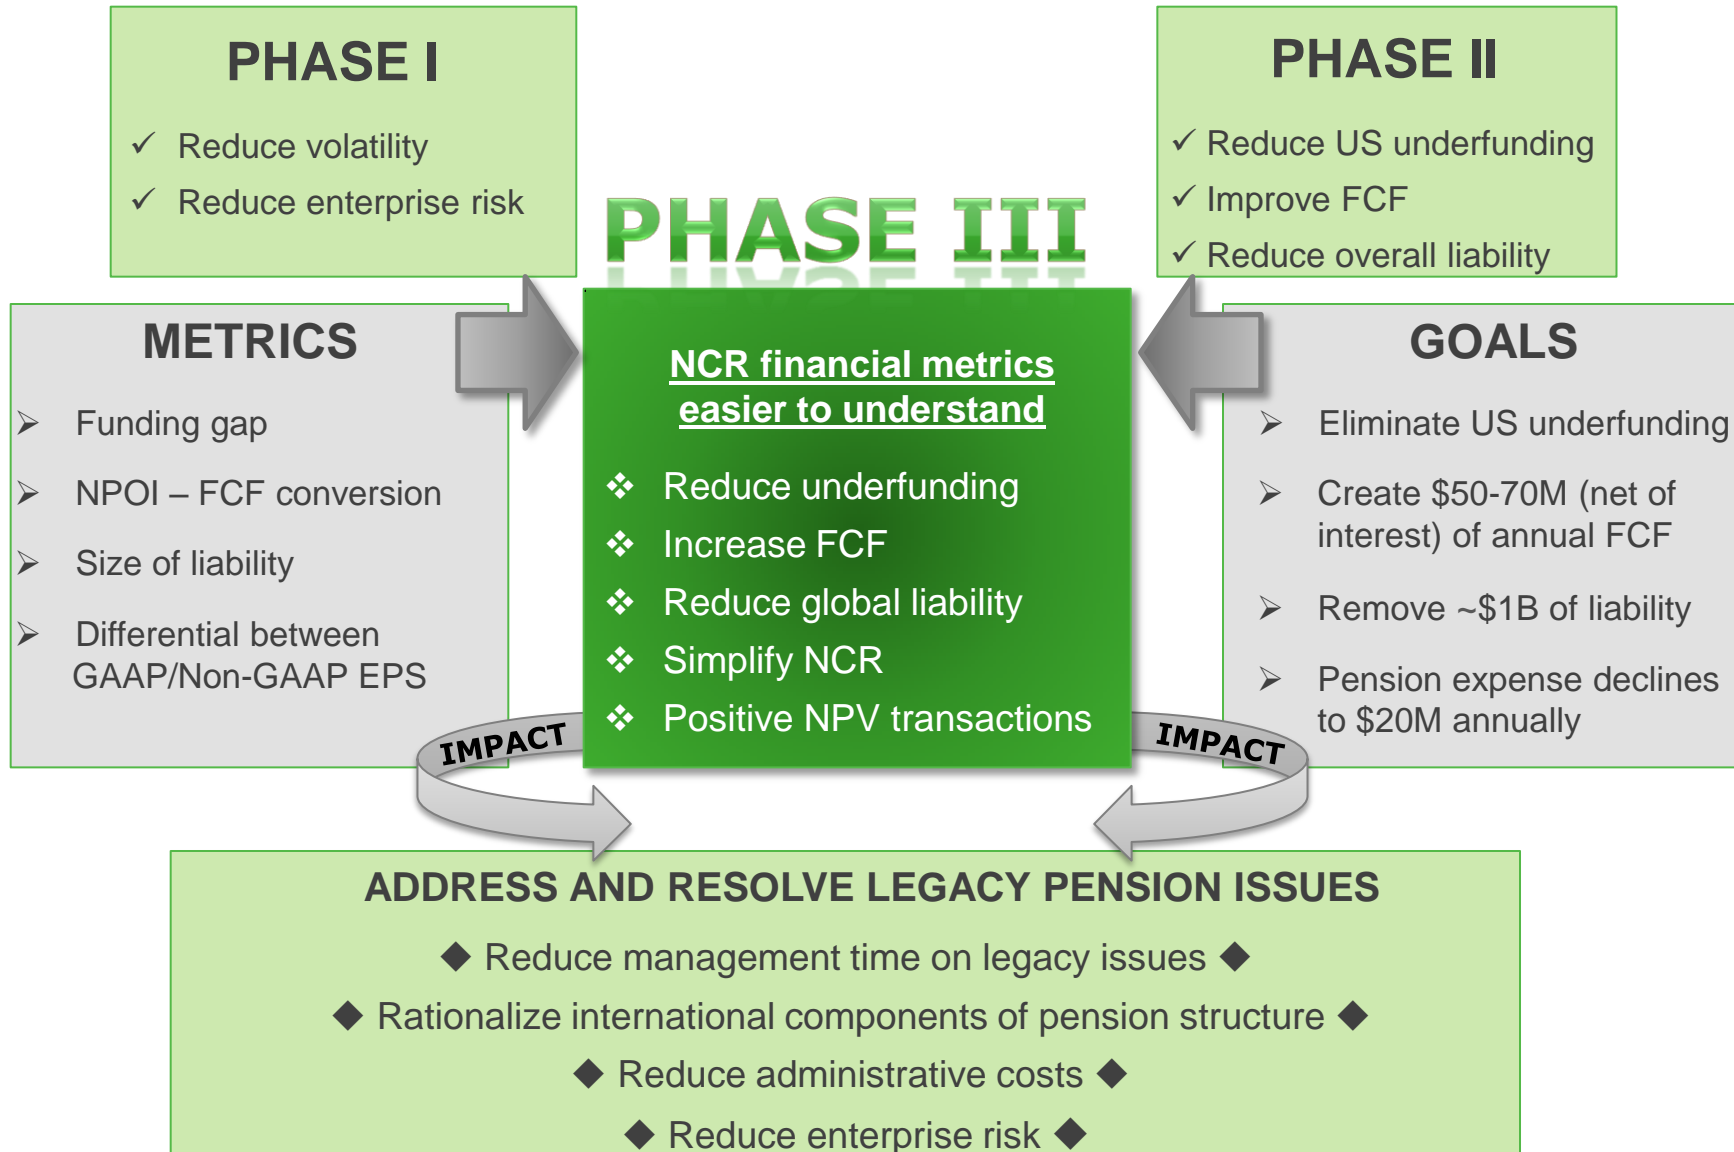 PHASE I
✓ Reduce volatility
✓ Reduce enterprise risk
PHASE II
✓ Reduce US underfunding
✓ Improve FCF
✓ Reduce overall liability
PHASE III
NCR financial metrics
easier to understand
❖ Reduce underfunding
❖ Increase FCF
❖ Reduce global liability
❖ Simplify NCR
❖ Positive NPV transactions
METRICS
➢ Funding gap
➢ NPOI – FCF conversion
➢ Size of liability
➢ Differential between
GAAP/Non-GAAP EPS
GOALS
➢ Eliminate US underfunding
➢ Create $50-70M (net of
interest) of annual FCF
➢ Remove ~$1B of liability
➢ Pension expense declines
to $20M annually
IMPACT
IMPACT
ADDRESS AND RESOLVE LEGACY PENSION ISSUES
◆ Reduce management time on legacy issues ◆
◆ Rationalize international components of pension structure ◆
◆ Reduce administrative costs ◆
◆ Reduce enterprise risk ◆